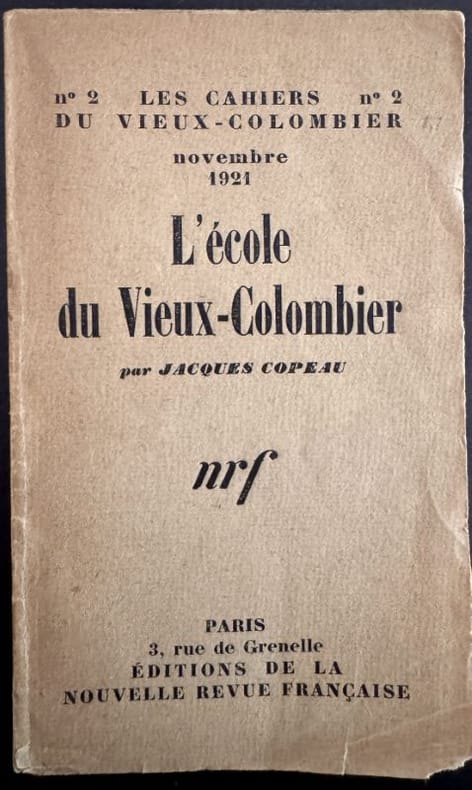 nº 2 LES CAHIERS nº 2
DU VIEUX-COLOMBIER
novembre
1921
L'école
du Vieux-Colombier
par JACQUES COPEAU
nrf
PARIS
3, rue de Grenelle
ÉDITIONS DE LA
NOUVELLE REVUE FRANÇAISE